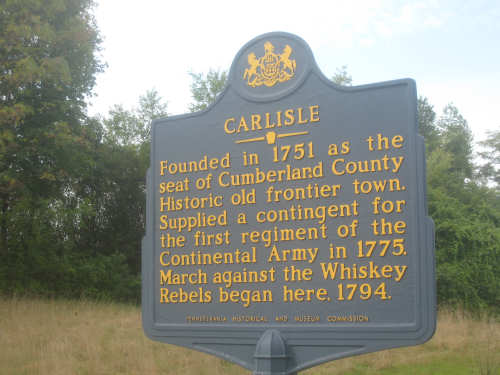 CARLISLE
Founded in 1751 as the
seat of Cumberland County
Historic old frontier town.
Supplied a contingent for
the first regiment of the
Continental Army in 1775.
March against the Whiskey
Rebels began here, 1794.
PENNSYLVANIA HISTORICAL AND MUSEUM COMMISSION